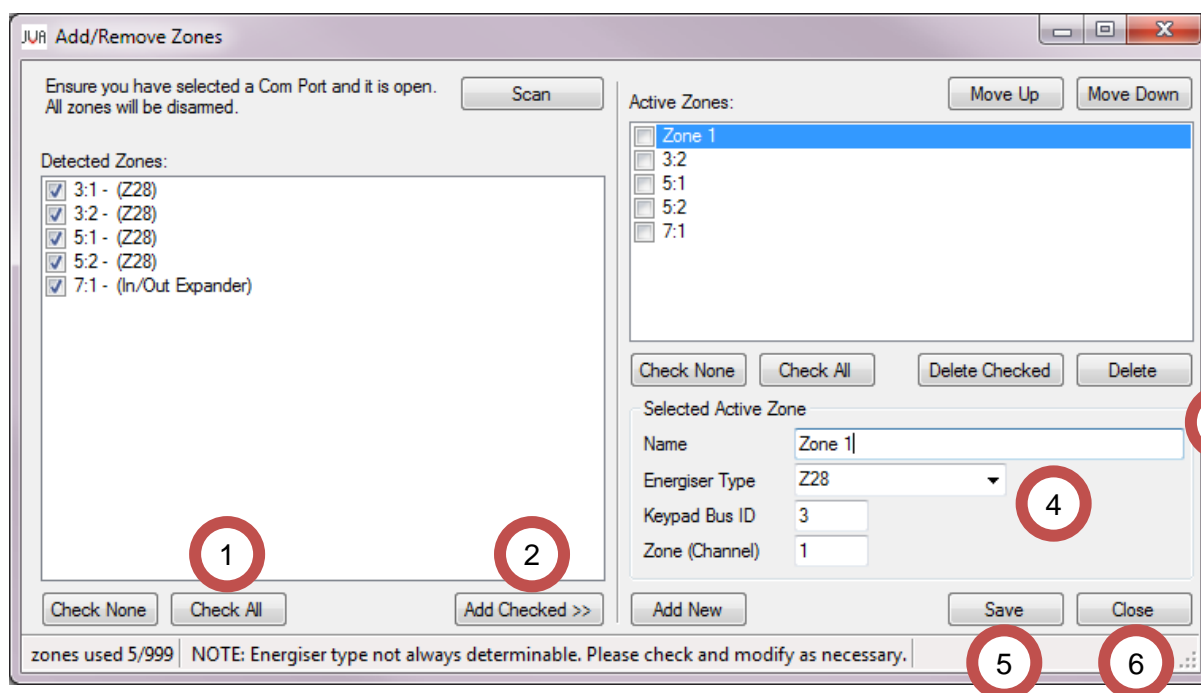 JVA Add/Remove Zones
Ensure you have selected a Com Port and it is open.
All zones will be disarmed.
Scan
Detected Zones:
3:1 - (Z28)
3:2 - (Z28)
5:1 - (Z28)
5:2 - (Z28)
7:1 - (In/Out Expander)
1
2
Check None
Check All
Add Checked >>
Active Zones:
Move Up
Move Down
Zone 1
3:2
5:1
5:2
7:1
Check None
Check All
Delete Checked
Delete
Selected Active Zone
Name Zone 1
Energiser Type Z28
Keypad Bus ID 3
Zone (Channel) 1
4
Add New
Save
Close
zones used 5/999 NOTE: Energiser type not always determinable. Please check and modify as necessary.
5
6